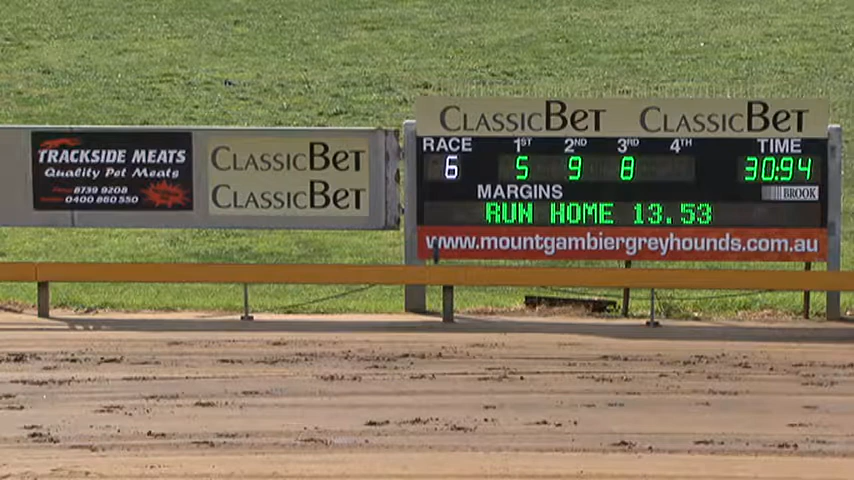 TRACKSIDE MEATS
Quality Pet Meats
8739 9208
0400 860 550
CLASSICBET
CLASSICBET
CLASSICBET CLASSICBET
RACE 1ST 2ND 3RD 4TH TIME
6 5 9 8 30:94
MARGINS BROOK
RUN HOME 13.53
www.mountgambiergreyhounds.com.au